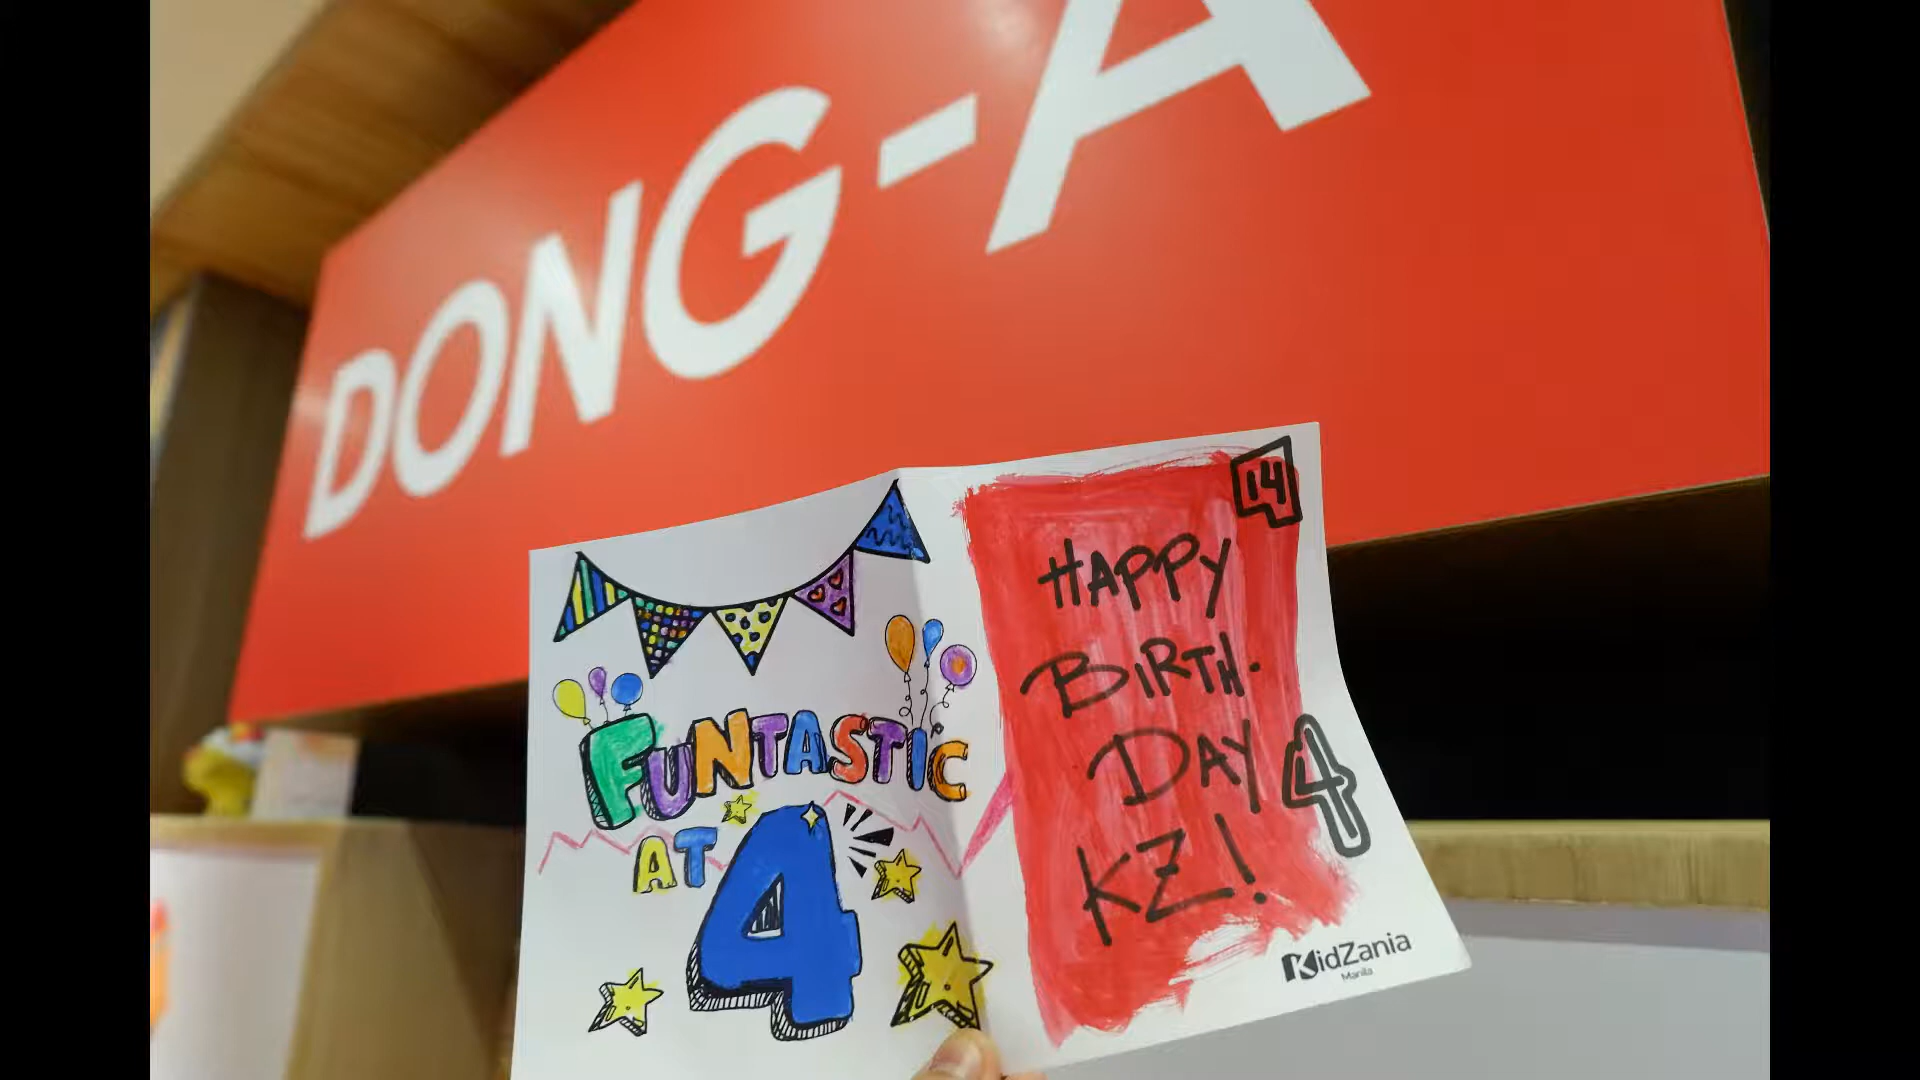 DONG-A
FUNTASTIC
AT
4
14
HAPPY
BIRTH-
DAY
4
KZ!
KidZania
Manila